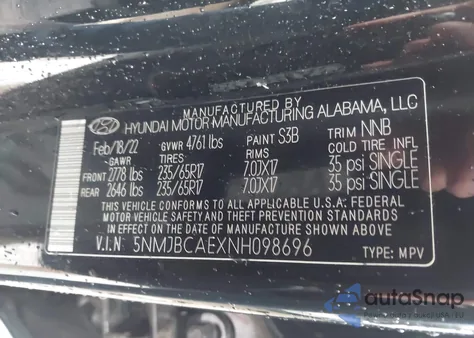 MANUFACTURED BY
HYUNDAI MOTOR MANUFACTURING ALABAMA, LLC
Feb/18/22 GVWR 4761 lbs PAINT S3B TRIM NNB
GAWR TIRES RIMS COLD TIRE INFL
FRONT 2778 lbs 235/65R17 7.0JX17 35 psi SINGLE
REAR 2646 lbs 235/65R17 7.0JX17 35 psi SINGLE
THIS VEHICLE CONFORMS TO ALL APPLICABLE U.S.A. FEDERAL
MOTOR VEHICLE SAFETY AND THEFT PREVENTION STANDARDS
IN EFFECT ON THE DATE OF MANUFACTURE SHOWN ABOVE.
V.I.N: 5NMJBCAEXNH098696 TYPE: MPV
autoSnap